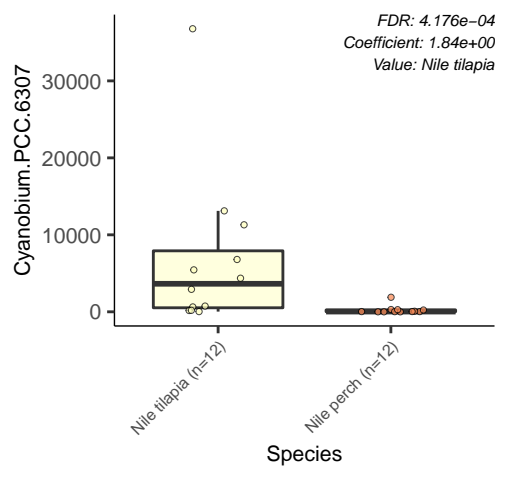 FDR: 4.176e−04
Coefficient: 1.84e+00
Value: Nile tilapia
Cyanobium.PCC.6307
30000
20000
10000
0
Nile tilapia (n=12)
Nile perch (n=12)
Species